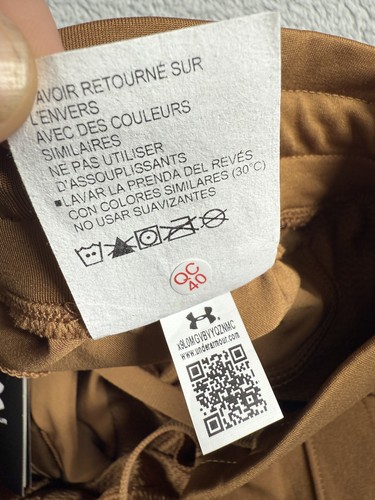 AVOIR RETOURNÉ SUR
L'ENVERS
AVEC DES COULEURS
SIMILAIRES
NE PAS UTILISER
D'ASSOUPLISSANTS
▪LAVAR LA PRENDA DEL REVÉS
CON COLORES SIMILARES (30°C)
NO USAR SUAVIZANTES
QC
40
x9L0MGVBVYQZNMC
www.underarmour.com